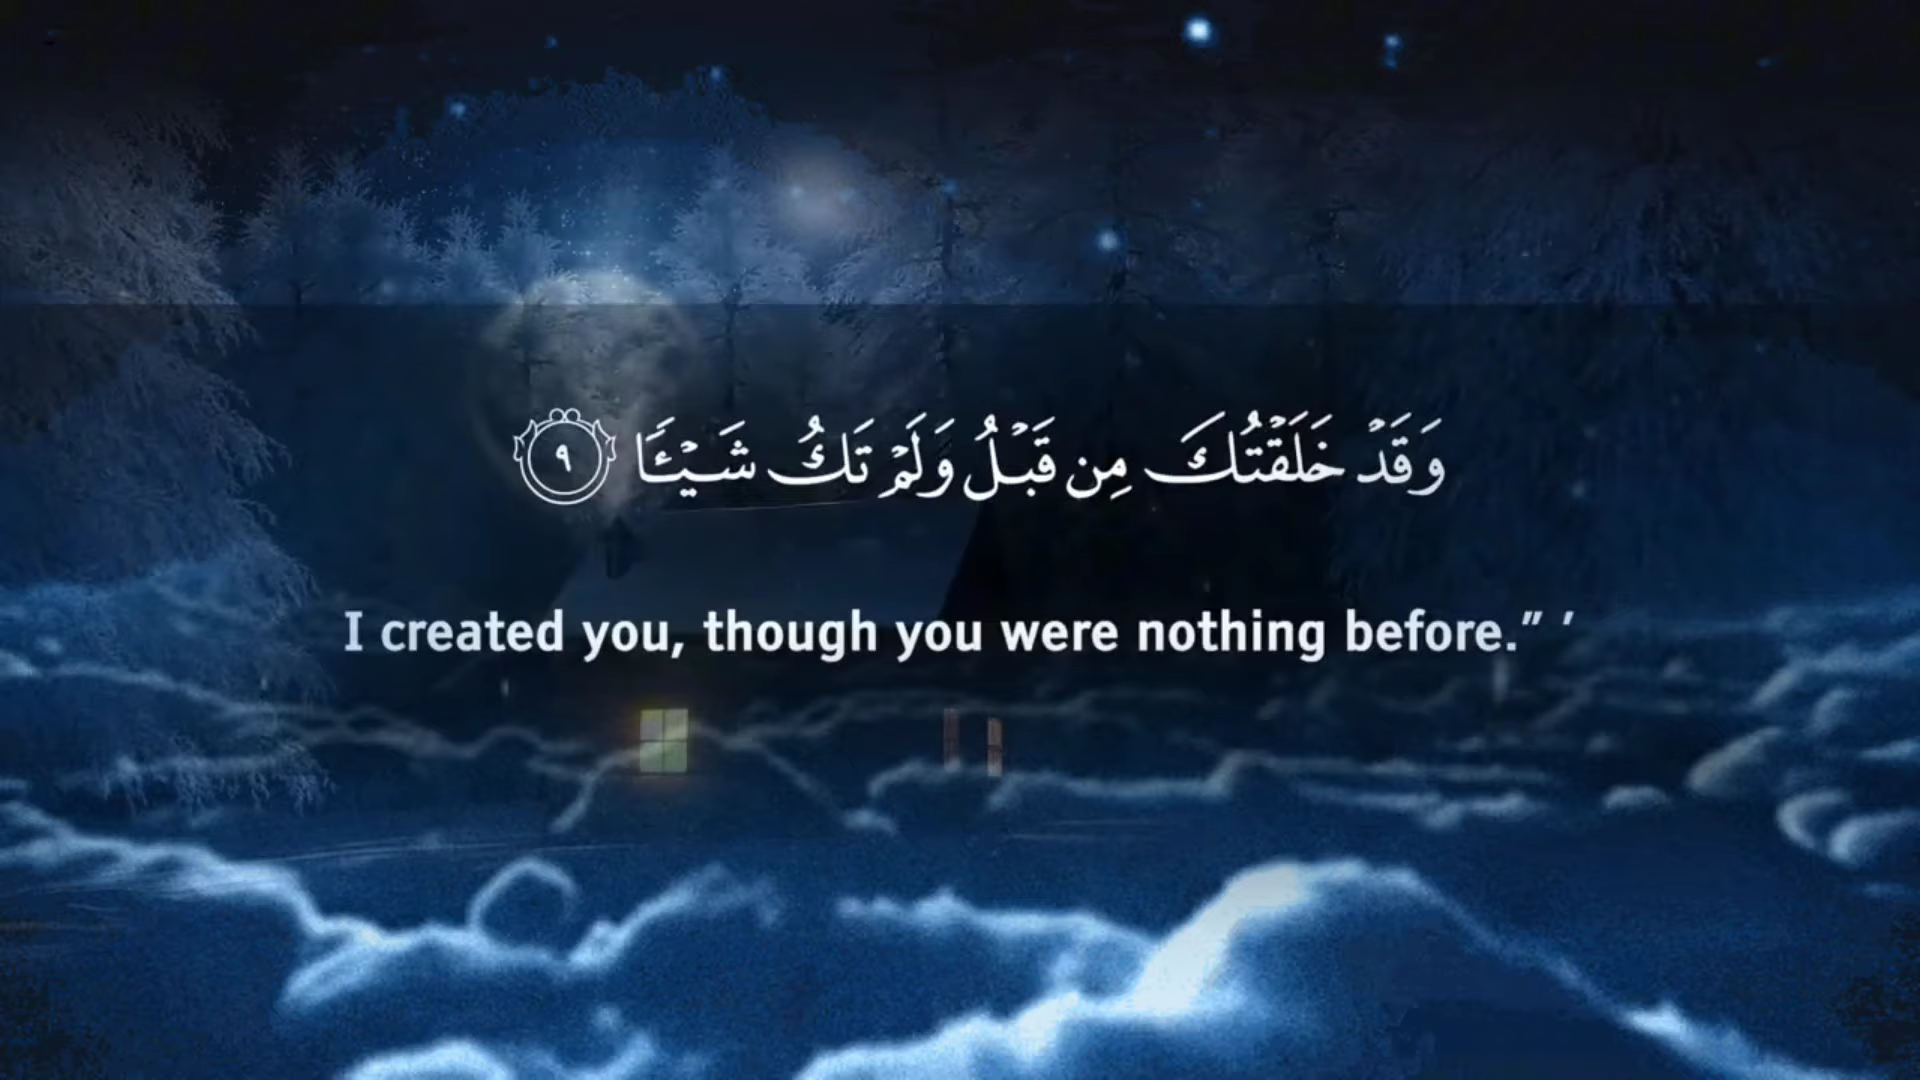 وَقَدْ خَلَقْتُكَ مِن قَبْلُ وَلَمْ تَكُ شَيْـًٔا ٩
I created you, though you were nothing before.” ’